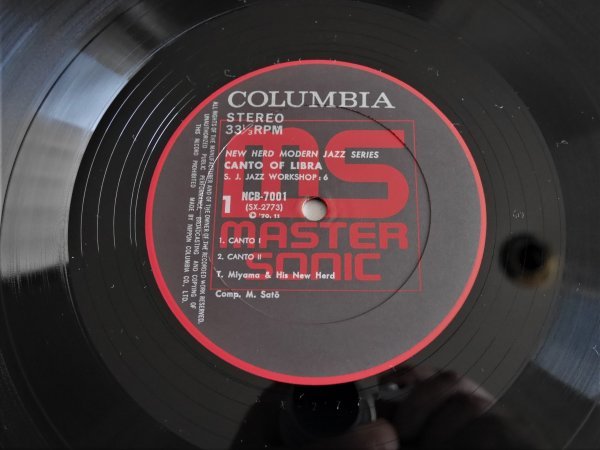 COLUMBIA
STEREO
33⅓RPM
MS
MASTER
SONIC
NEW HERD MODERN JAZZ SERIES
CANTO OF LIBRA
S. J. JAZZ WORKSHOP: 6
1
NCB-7001
(SX-2773)
© '70.11
1. CANTO I
2. CANTO II
T. Miyama & His New Herd
Comp. M. Satō
ALL RIGHTS OF THE MANUFACTURER AND OF THE OWNER OF THE RECORDED WORK RESERVED.
UNAUTHORIZED PUBLIC PERFORMANCE, BROADCASTING AND COPYING OF
THIS RECORD PROHIBITED MADE BY NIPPON COLUMBIA CO., LTD.